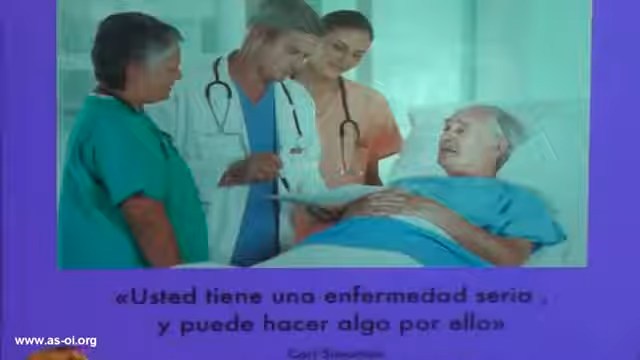 «Usted tiene una enfermedad seria ,
y puede hacer algo por ello»
www.as-oi.org